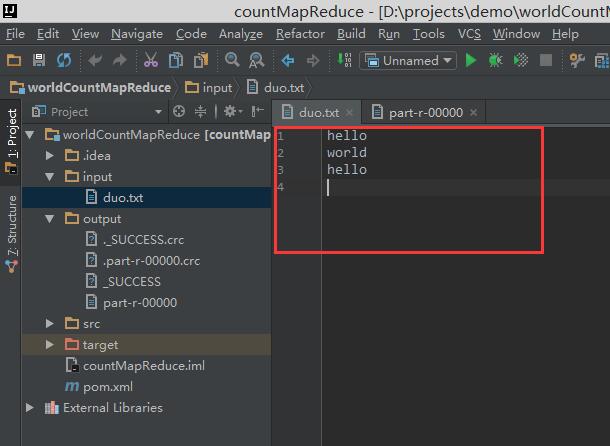 countMapReduce - [D:\projects\demo\worldCountM
File Edit View Navigate Code Analyze Refactor Build Run Tools VCS Window Help
Unnamed
worldCountMapReduce input duo.txt
1: Project
7: Structure
Project
worldCountMapReduce [countMap
.idea
input
duo.txt
output
._SUCCESS.crc
.part-r-00000.crc
_SUCCESS
part-r-00000
src
target
countMapReduce.iml
pom.xml
External Libraries
duo.txt part-r-00000
1 hello
2 world
3 hello
4